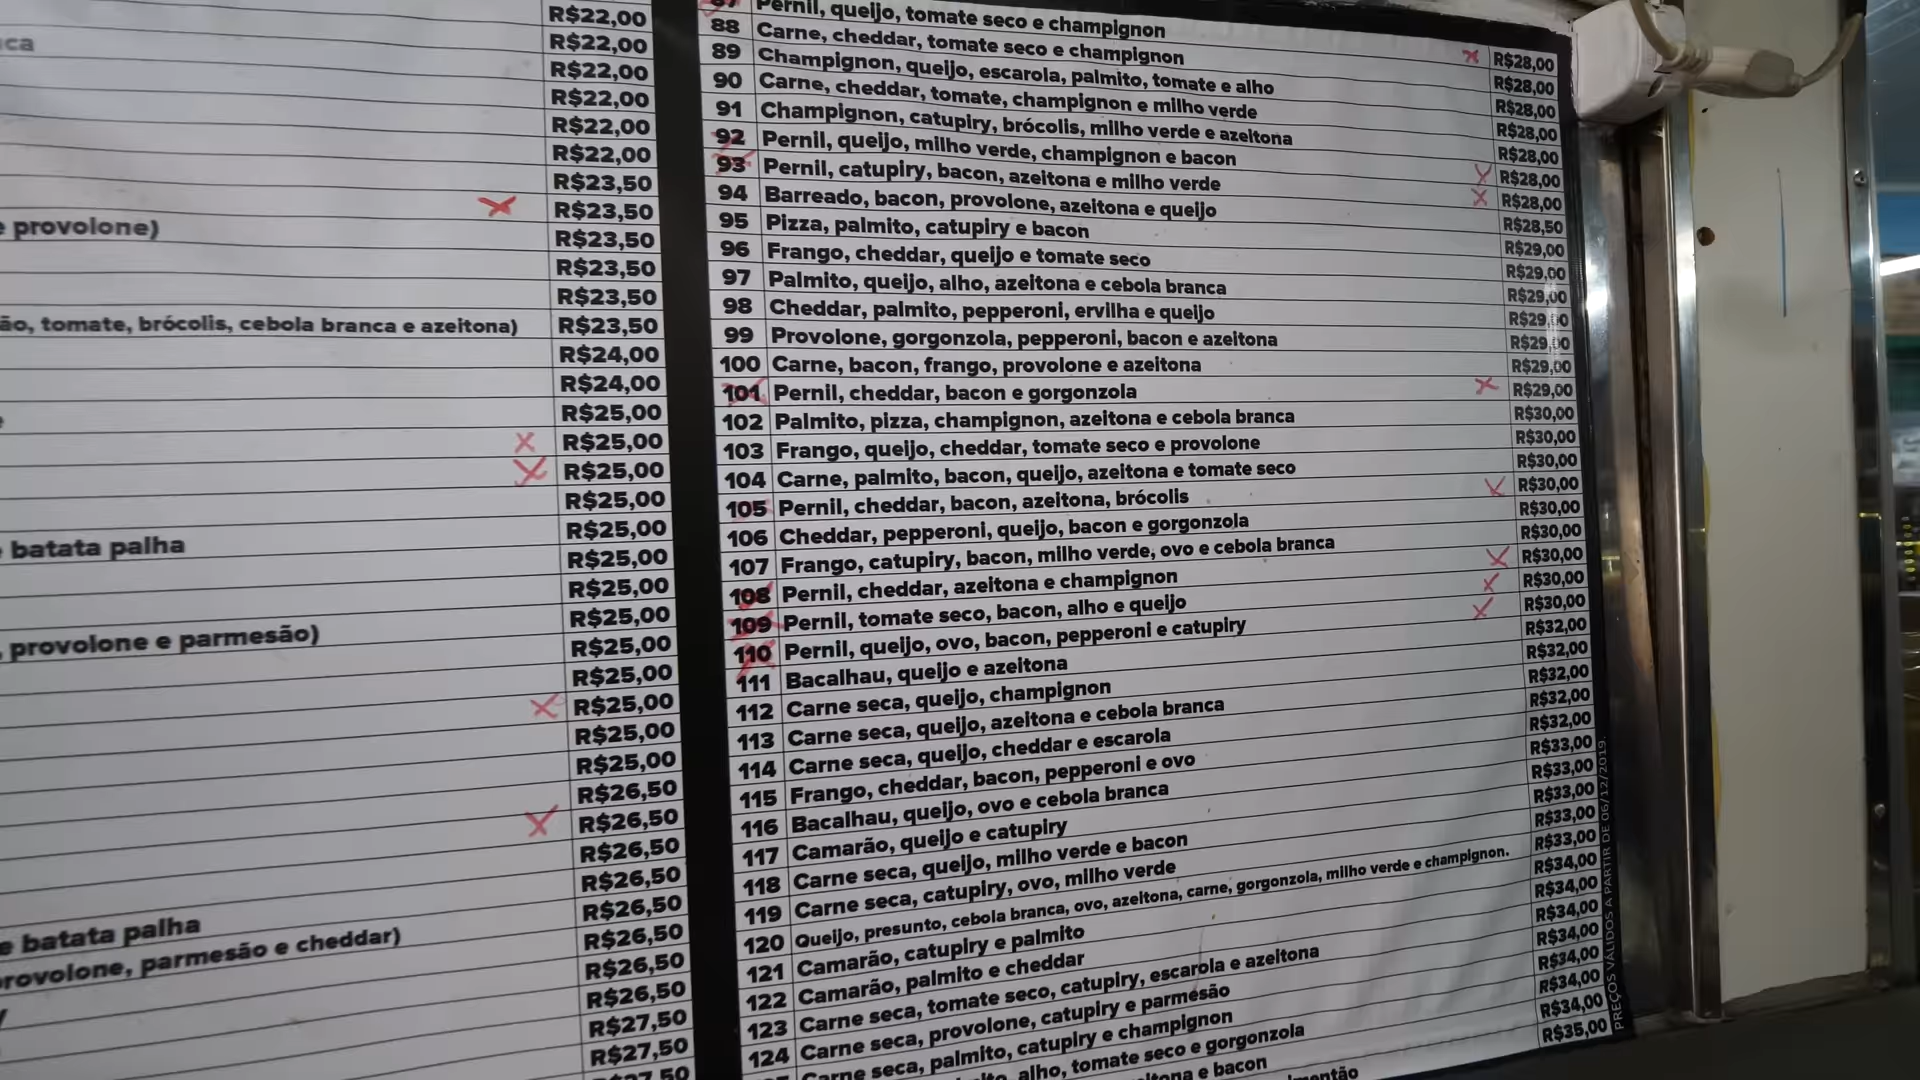 R$22,00
ca R$22,00
R$22,00
R$22,00
R$22,00
R$22,00
R$23,50
R$23,50
e provolone) R$23,50
R$23,50
R$23,50
ão, tomate, brócolis, cebola branca e azeitona) R$23,50
R$24,00
R$24,00
R$25,00
R$25,00
R$25,00
R$25,00
R$25,00
e batata palha R$25,00
R$25,00
R$25,00
, provolone e parmesão) R$25,00
R$25,00
R$25,00
R$25,00
R$25,00
R$26,50
R$26,50
R$26,50
R$26,50
R$26,50
e batata palha R$26,50
provolone, parmesão e cheddar) R$26,50
R$26,50
R$27,50
R$27,50
87 Pernil, queijo, tomate seco e champignon R$28,00
88 Carne, cheddar, tomate seco e champignon R$28,00
89 Champignon, queijo, escarola, palmito, tomate e alho R$28,00
90 Carne, cheddar, tomate, champignon e milho verde R$28,00
91 Champignon, catupiry, brócolis, milho verde e azeitona R$28,00
92 Pernil, queijo, milho verde, champignon e bacon R$28,00
93 Pernil, catupiry, bacon, azeitona e milho verde R$28,00
94 Barreado, bacon, provolone, azeitona e queijo R$28,50
95 Pizza, palmito, catupiry e bacon R$29,00
96 Frango, cheddar, queijo e tomate seco R$29,00
97 Palmito, queijo, alho, azeitona e cebola branca R$29,00
98 Cheddar, palmito, pepperoni, ervilha e queijo R$29,00
99 Provolone, gorgonzola, pepperoni, bacon e azeitona R$29,00
100 Carne, bacon, frango, provolone e azeitona R$29,00
101 Pernil, cheddar, bacon e gorgonzola R$29,00
102 Palmito, pizza, champignon, azeitona e cebola branca R$30,00
103 Frango, queijo, cheddar, tomate seco e provolone R$30,00
104 Carne, palmito, bacon, queijo, azeitona e tomate seco R$30,00
105 Pernil, cheddar, bacon, azeitona, brócolis R$30,00
106 Cheddar, pepperoni, queijo, bacon e gorgonzola R$30,00
107 Frango, catupiry, bacon, milho verde, ovo e cebola branca R$30,00
108 Pernil, cheddar, azeitona e champignon R$30,00
109 Pernil, tomate seco, bacon, alho e queijo R$30,00
110 Pernil, queijo, ovo, bacon, pepperoni e catupiry R$30,00
111 Bacalhau, queijo e azeitona R$32,00
112 Carne seca, queijo, champignon R$32,00
113 Carne seca, queijo, azeitona e cebola branca R$32,00
114 Carne seca, queijo, cheddar e escarola R$32,00
115 Frango, cheddar, bacon, pepperoni e ovo R$32,00
116 Bacalhau, queijo, ovo e cebola branca R$33,00
117 Camarão, queijo e catupiry R$33,00
118 Carne seca, queijo, milho verde e bacon R$33,00
119 Carne seca, catupiry, ovo, milho verde R$33,00
120 Queijo, presunto, cebola branca, ovo, azeitona, carne, gorgonzola, milho verde e champignon. R$33,00
121 Camarão, catupiry e palmito R$34,00
122 Camarão, palmito e cheddar R$34,00
123 Carne seca, tomate seco, catupiry, escarola e azeitona R$34,00
124 Carne seca, provolone, catupiry e parmesão R$34,00
Carne seca, palmito, catupiry e champignon R$34,00
alho, tomate seco e gorgonzola R$34,00
e bacon R$34,00
R$35,00
PREÇOS VÁLIDOS A PARTIR DE 06/12/2019.